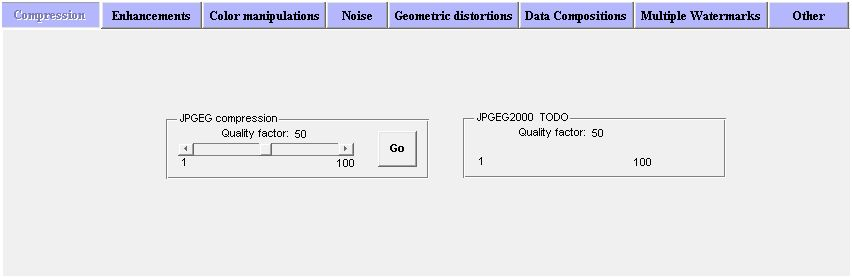 Compression Enhancements Color manipulations Noise Geometric distortions Data Compositions Multiple Watermarks Other
JPGEG compression
Quality factor: 50
1 100
Go
JPGEG2000 TODO
Quality factor: 50
1 100